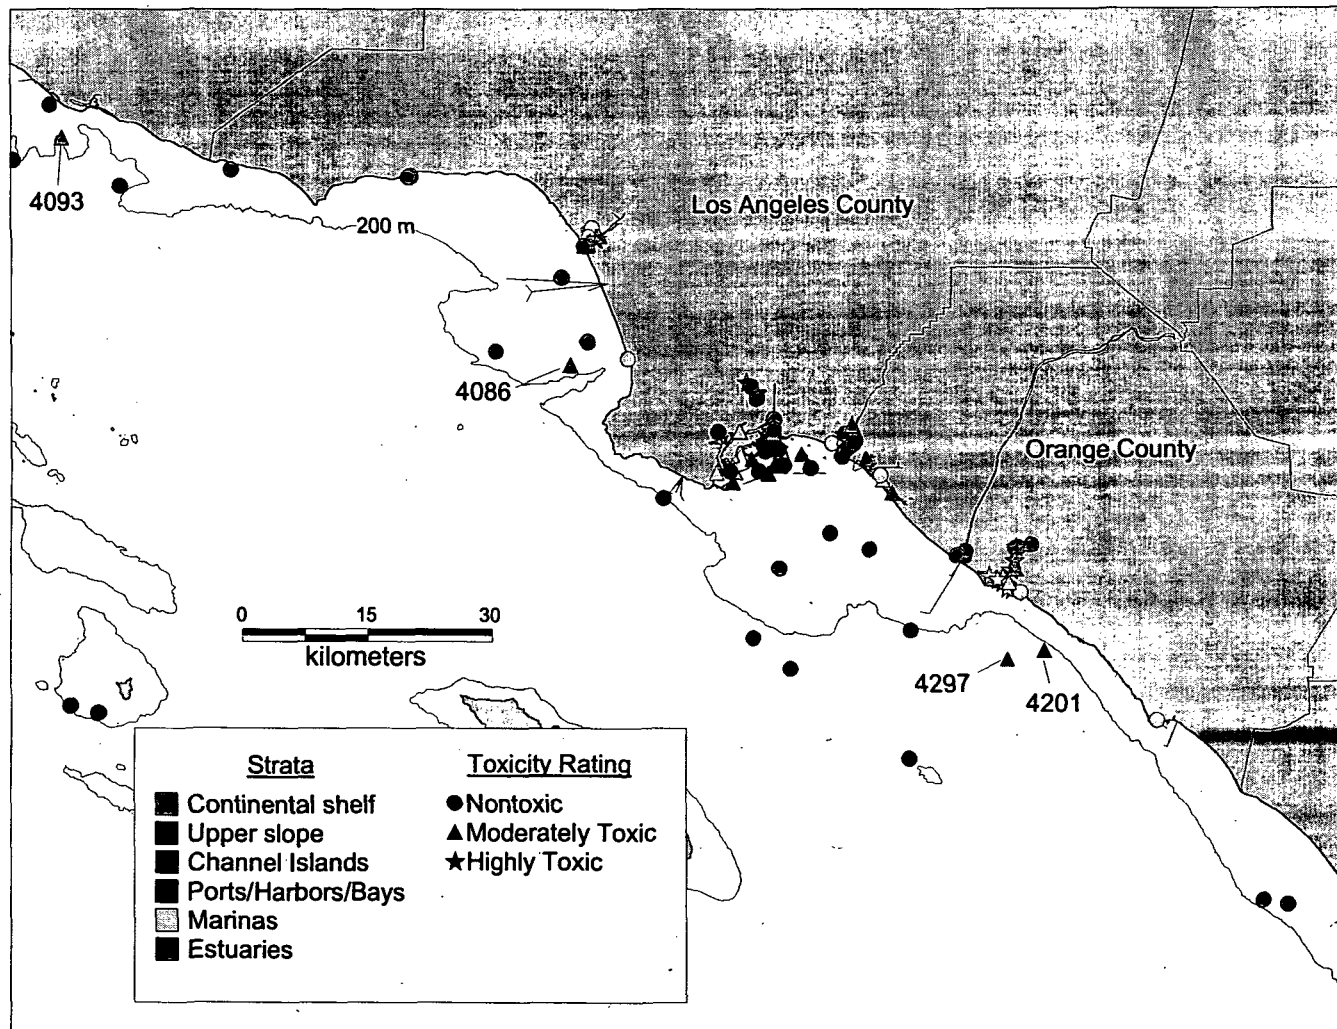 4093
200 m
Los Angeles County
4086
Orange County
0 15 30
kilometers
4297
4201
Strata
Continental shelf
Upper slope
Channel Islands
Ports/Harbors/Bays
Marinas
Estuaries
Toxicity Rating
Nontoxic
Moderately Toxic
Highly Toxic